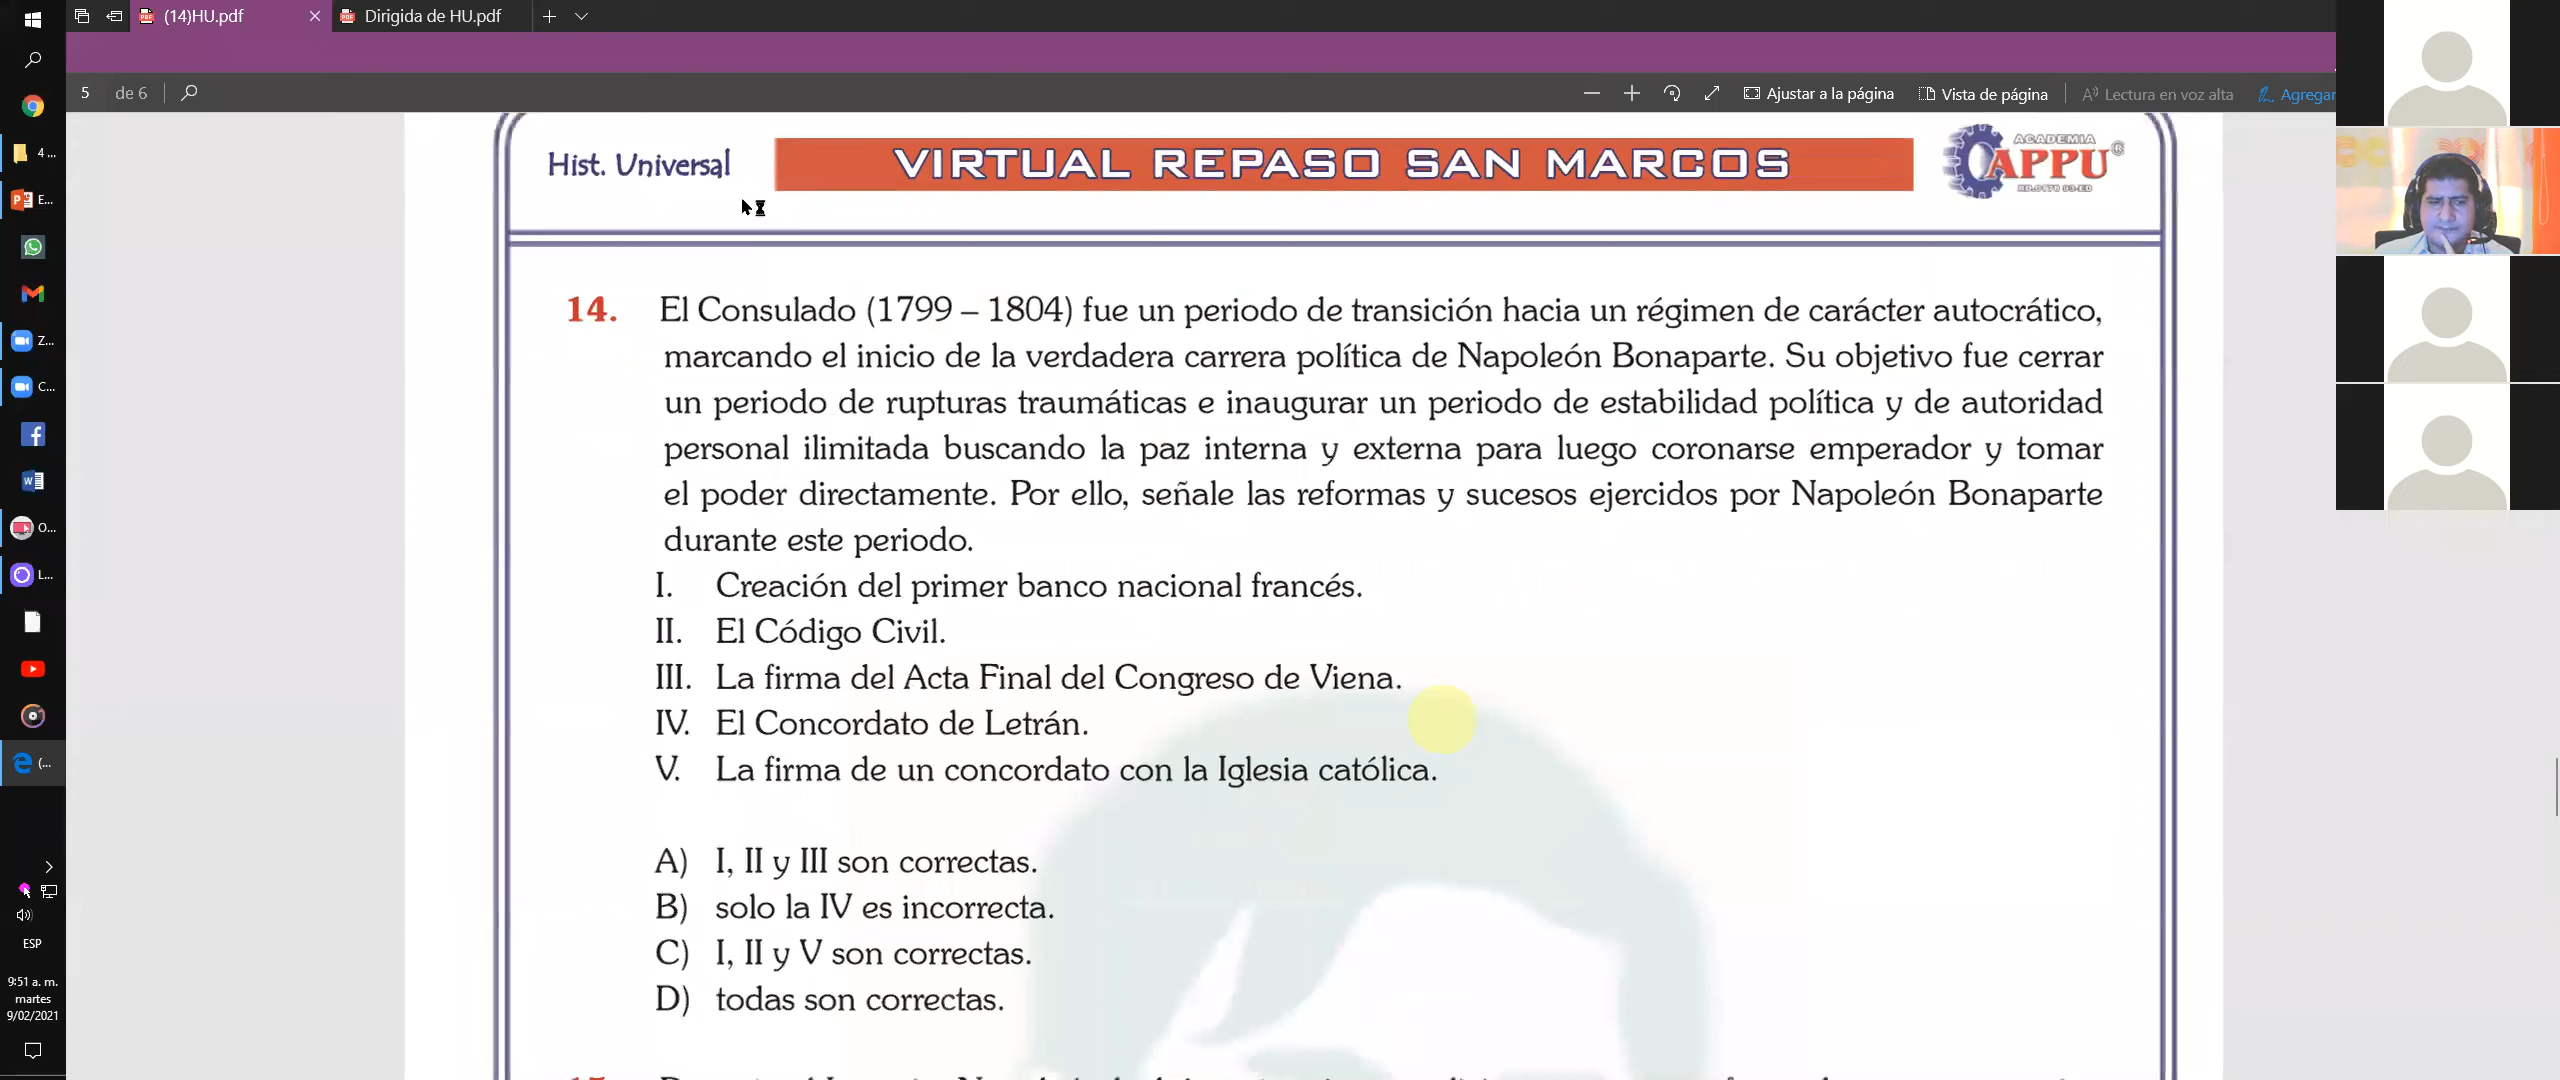 (14)HU.pdf
Dirigida de HU.pdf
5 de 6
Ajustar a la página
Vista de página
Lectura en voz alta
Agregar
4 ...
E...
Z...
C...
O...
L...
(...
ESP
9:51 a. m.
martes
9/02/2021
Hist. Universal
VIRTUAL REPASO SAN MARCOS
ACADEMIA
APPU®
RD.0178 93-ED
14. El Consulado (1799 – 1804) fue un periodo de transición hacia un régimen de carácter autocrático,
marcando el inicio de la verdadera carrera política de Napoleón Bonaparte. Su objetivo fue cerrar
un periodo de rupturas traumáticas e inaugurar un periodo de estabilidad política y de autoridad
personal ilimitada buscando la paz interna y externa para luego coronarse emperador y tomar
el poder directamente. Por ello, señale las reformas y sucesos ejercidos por Napoleón Bonaparte
durante este periodo.
I. Creación del primer banco nacional francés.
II. El Código Civil.
III. La firma del Acta Final del Congreso de Viena.
IV. El Concordato de Letrán.
V. La firma de un concordato con la Iglesia católica.
A) I, II y III son correctas.
B) solo la IV es incorrecta.
C) I, II y V son correctas.
D) todas son correctas.